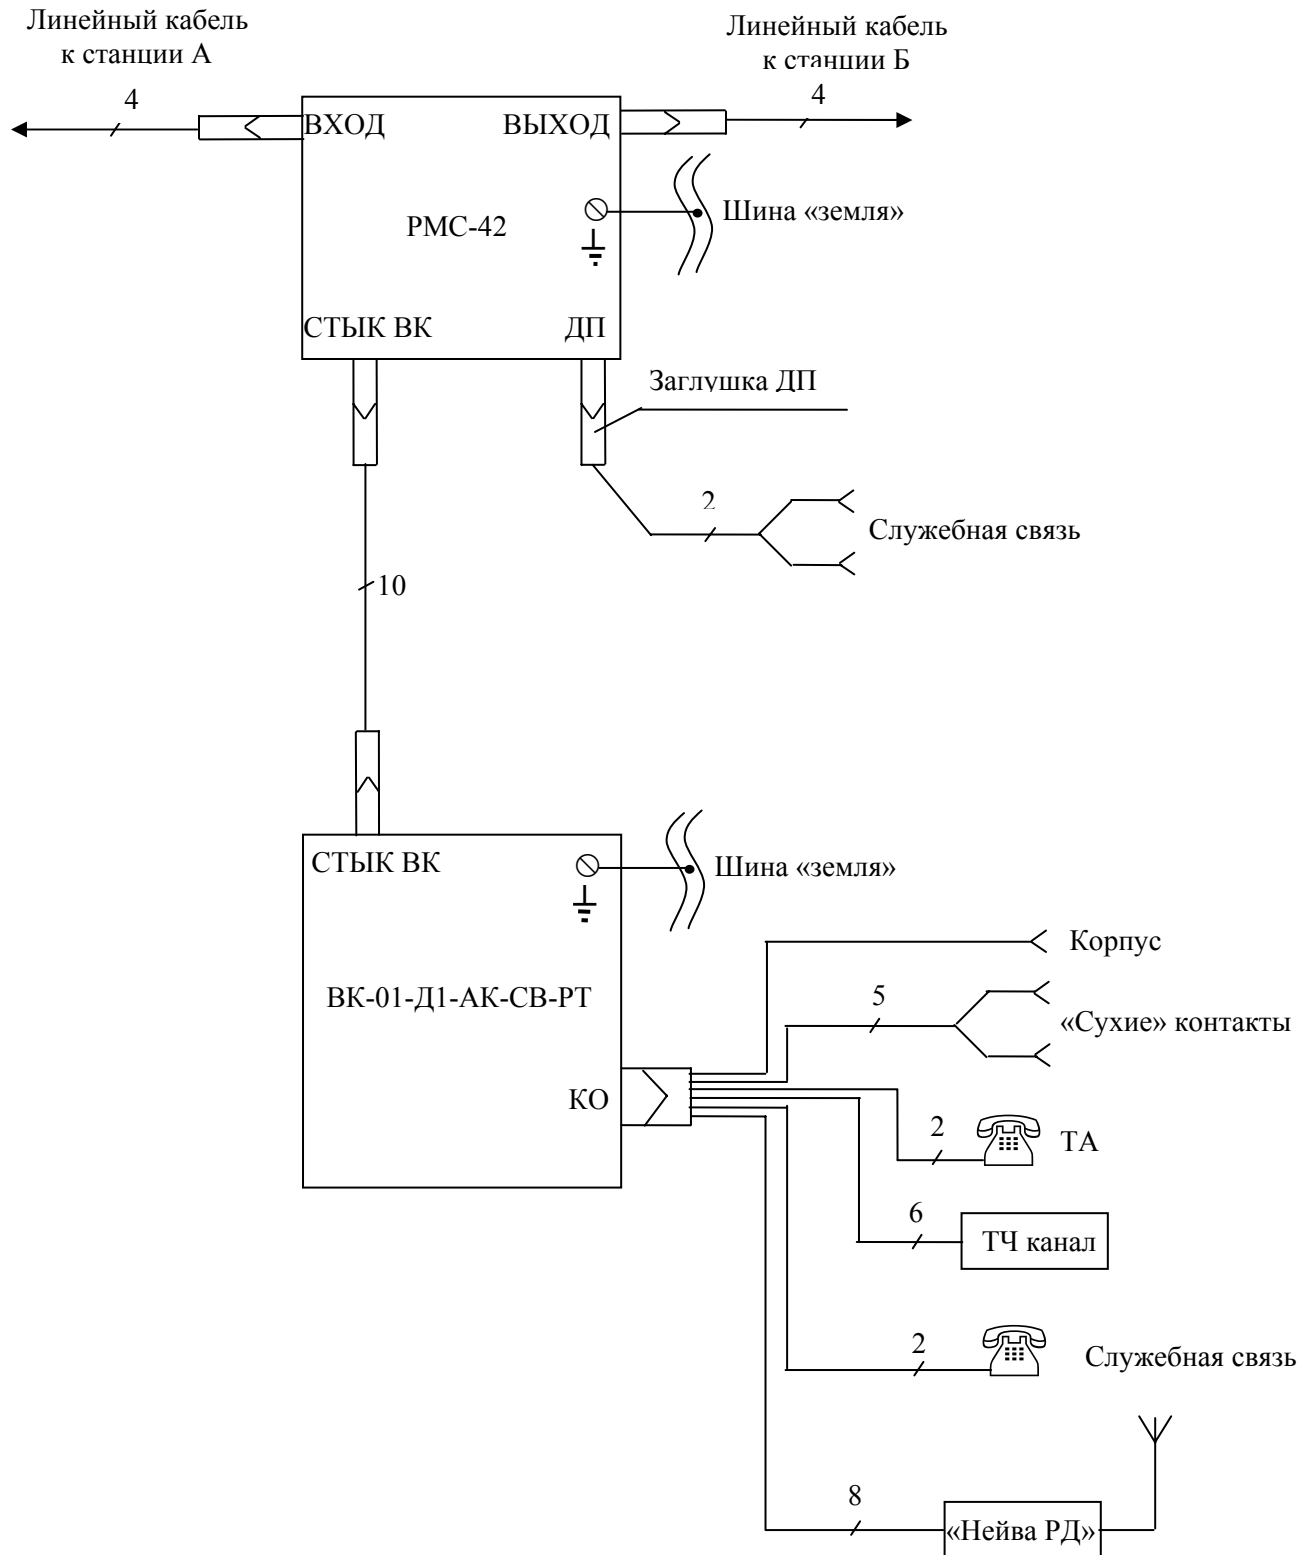 Линейный кабель
к станции А
Линейный кабель
к станции Б
4
4
ВХОД
ВЫХОД
РМС-42
Шина «земля»
СТЫК ВК
ДП
Заглушка ДП
2
Служебная связь
10
СТЫК ВК
Шина «земля»
ВК-01-Д1-АК-СВ-РТ
КО
Корпус
5
«Сухие» контакты
2
ТА
6
ТЧ канал
2
Служебная связь
8
«Нейва РД»